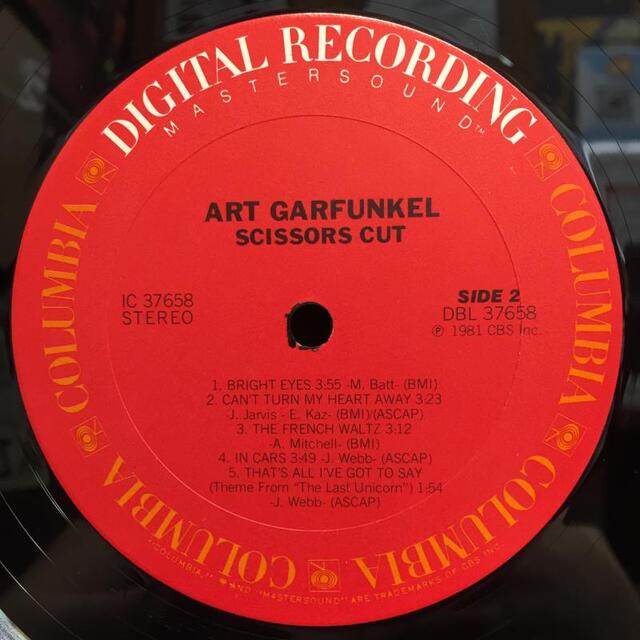 DIGITAL RECORDING
MASTERSOUND™
ART GARFUNKEL
SCISSORS CUT
IC 37658
STEREO
SIDE 2
DBL 37658
℗ 1981 CBS Inc.
1. BRIGHT EYES 3:55 -M. Batt- (BMI)
2. CAN'T TURN MY HEART AWAY 3:23
-J. Jarvis - E. Kaz- (BMI)/(ASCAP)
3. THE FRENCH WALTZ 3:12
-A. Mitchell- (BMI)
4. IN CARS 3:49 -J. Webb- (ASCAP)
5. THAT'S ALL I'VE GOT TO SAY
(Theme From "The Last Unicorn") 1:54
-J. Webb- (ASCAP)
COLUMBIA
COLUMBIA
COLUMBIA
COLUMBIA
COLUMBIA
AND "MASTERSOUND" ARE TRADEMARKS OF CBS INC.